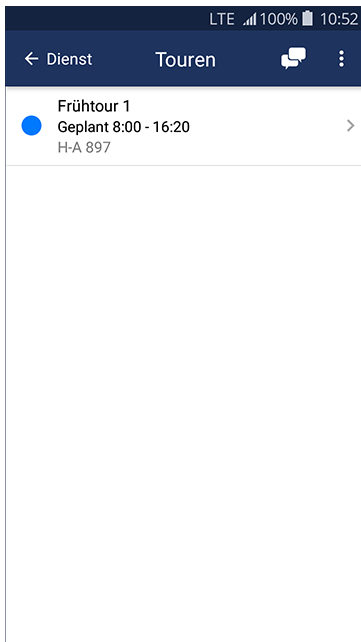 LTE 100% 10:52
Dienst Touren
Frühtour 1
Geplant 8:00 - 16:20
H-A 897